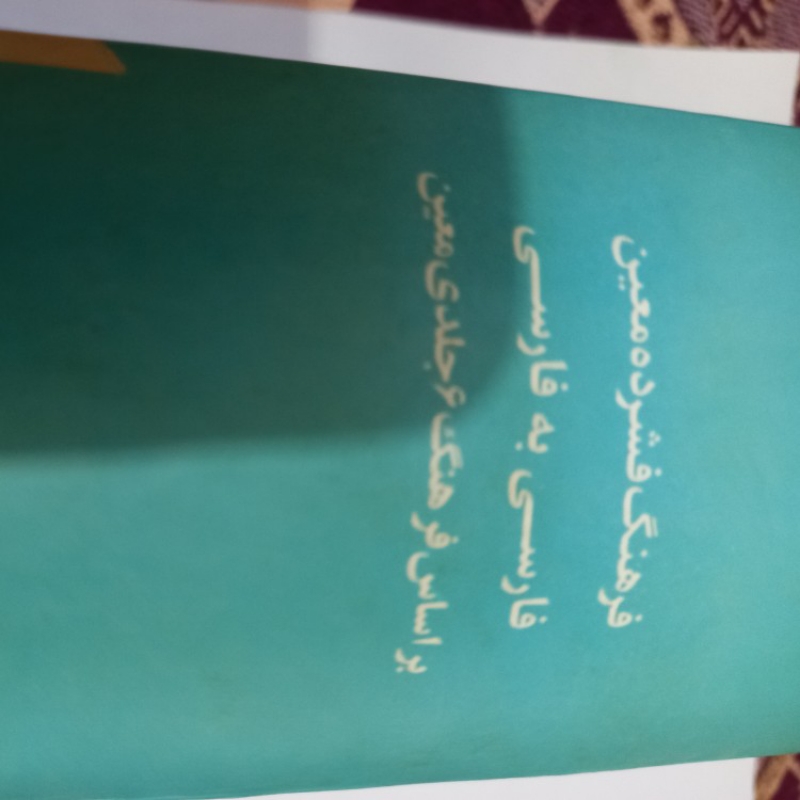 فرهنگ فشرده معین
فارسی به فارسی
بر اساس فرهنگ ۶ جلدی معین